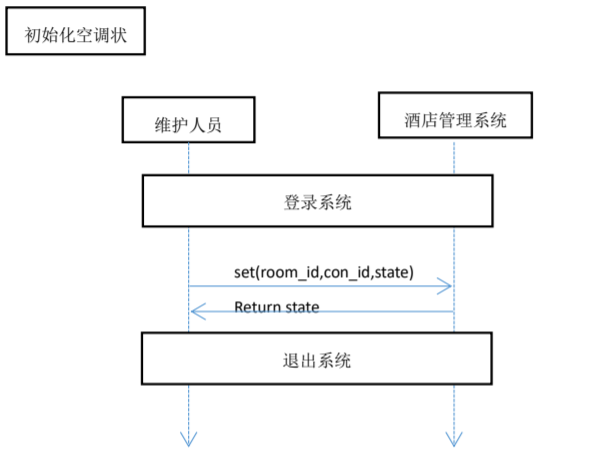 初始化空调状
维护人员
酒店管理系统
登录系统
set(room_id,con_id,state)
Return state
退出系统